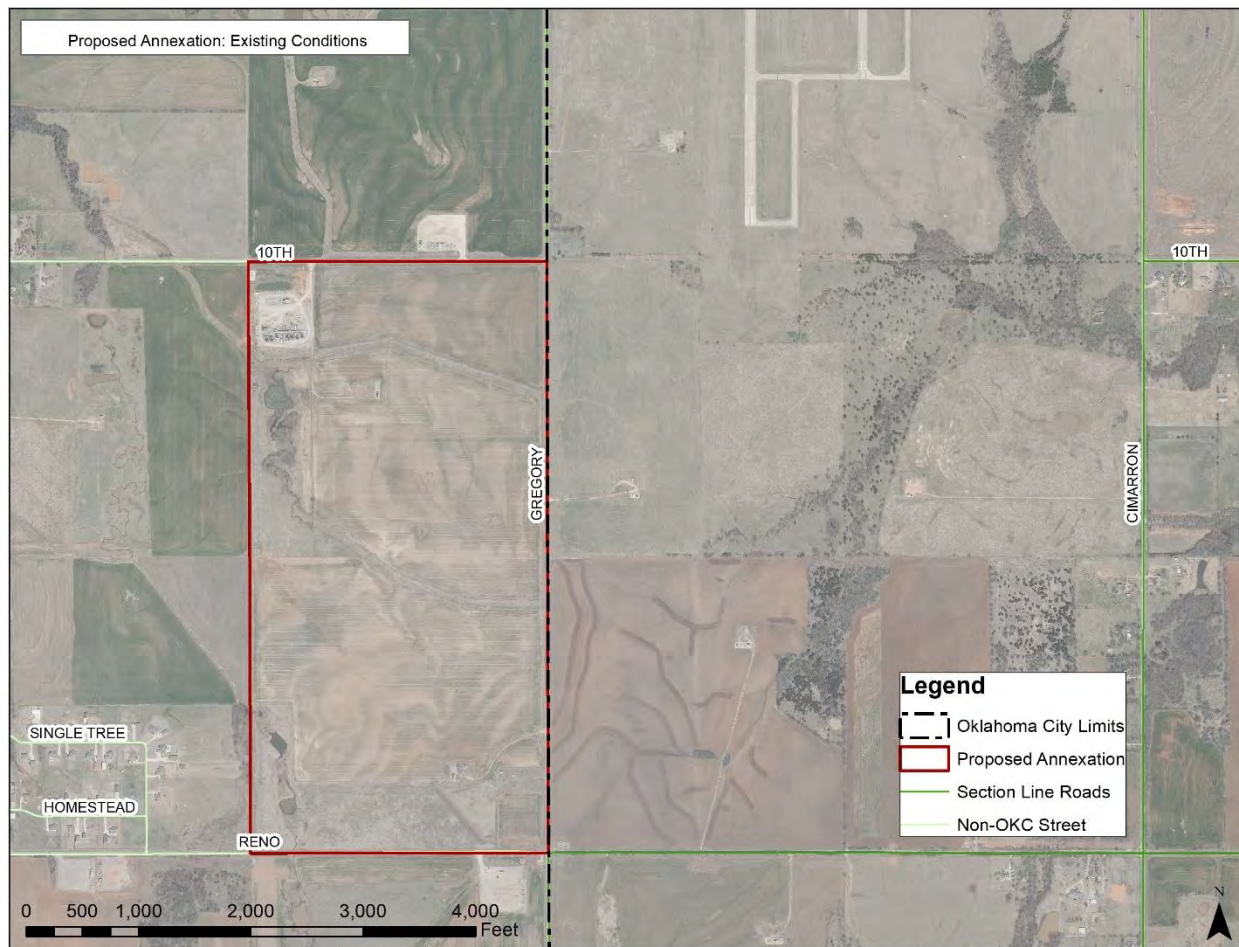 Proposed Annexation: Existing Conditions
10TH
10TH
GREGORY
CIMARRON
SINGLE TREE
HOMESTEAD
RENO
Legend
Oklahoma City Limits
Proposed Annexation
Section Line Roads
Non-OKC Street
0 500 1,000 2,000 3,000 4,000
Feet
N